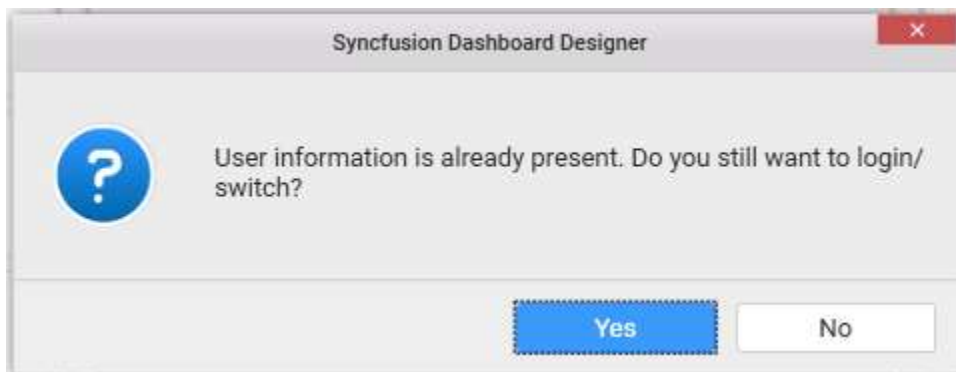 Syncfusion Dashboard Designer
User information is already present. Do you still want to login/
switch?
Yes
No